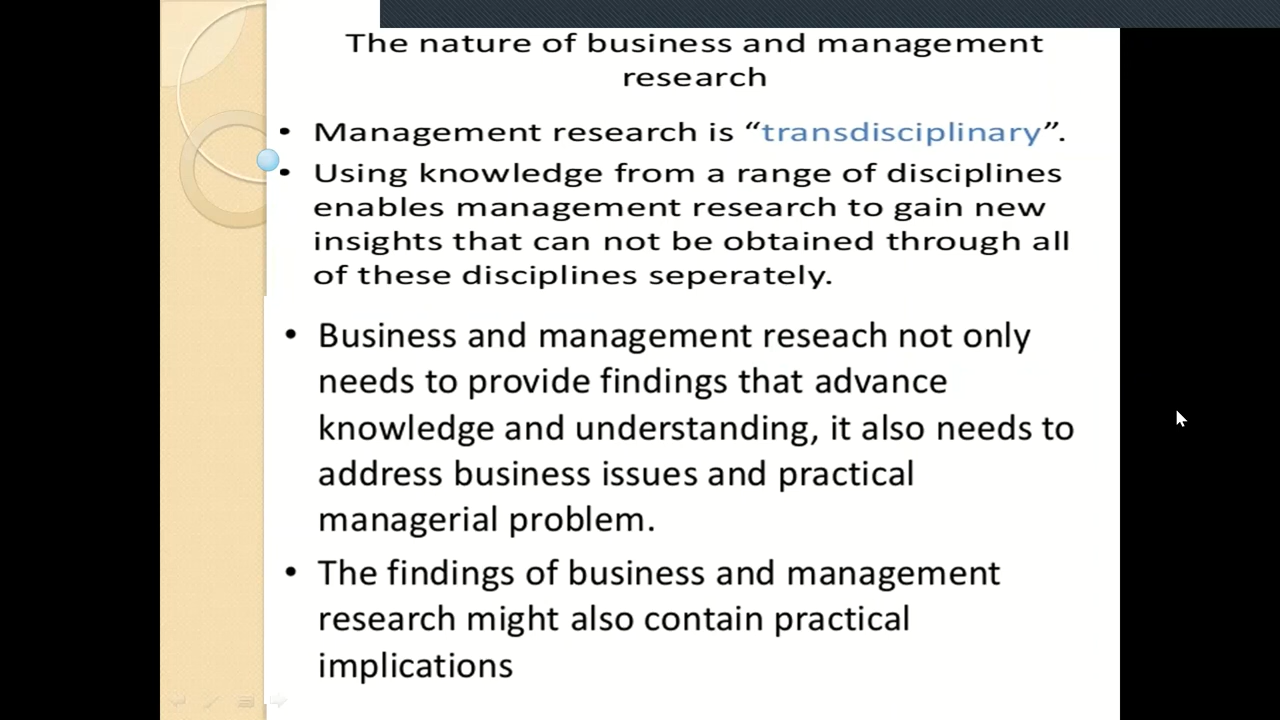 The nature of business and management
research
• Management research is “transdisciplinary”.
• Using knowledge from a range of disciplines
enables management research to gain new
insights that can not be obtained through all
of these disciplines seperately.
• Business and management reseach not only
needs to provide findings that advance
knowledge and understanding, it also needs to
address business issues and practical
managerial problem.
• The findings of business and management
research might also contain practical
implications